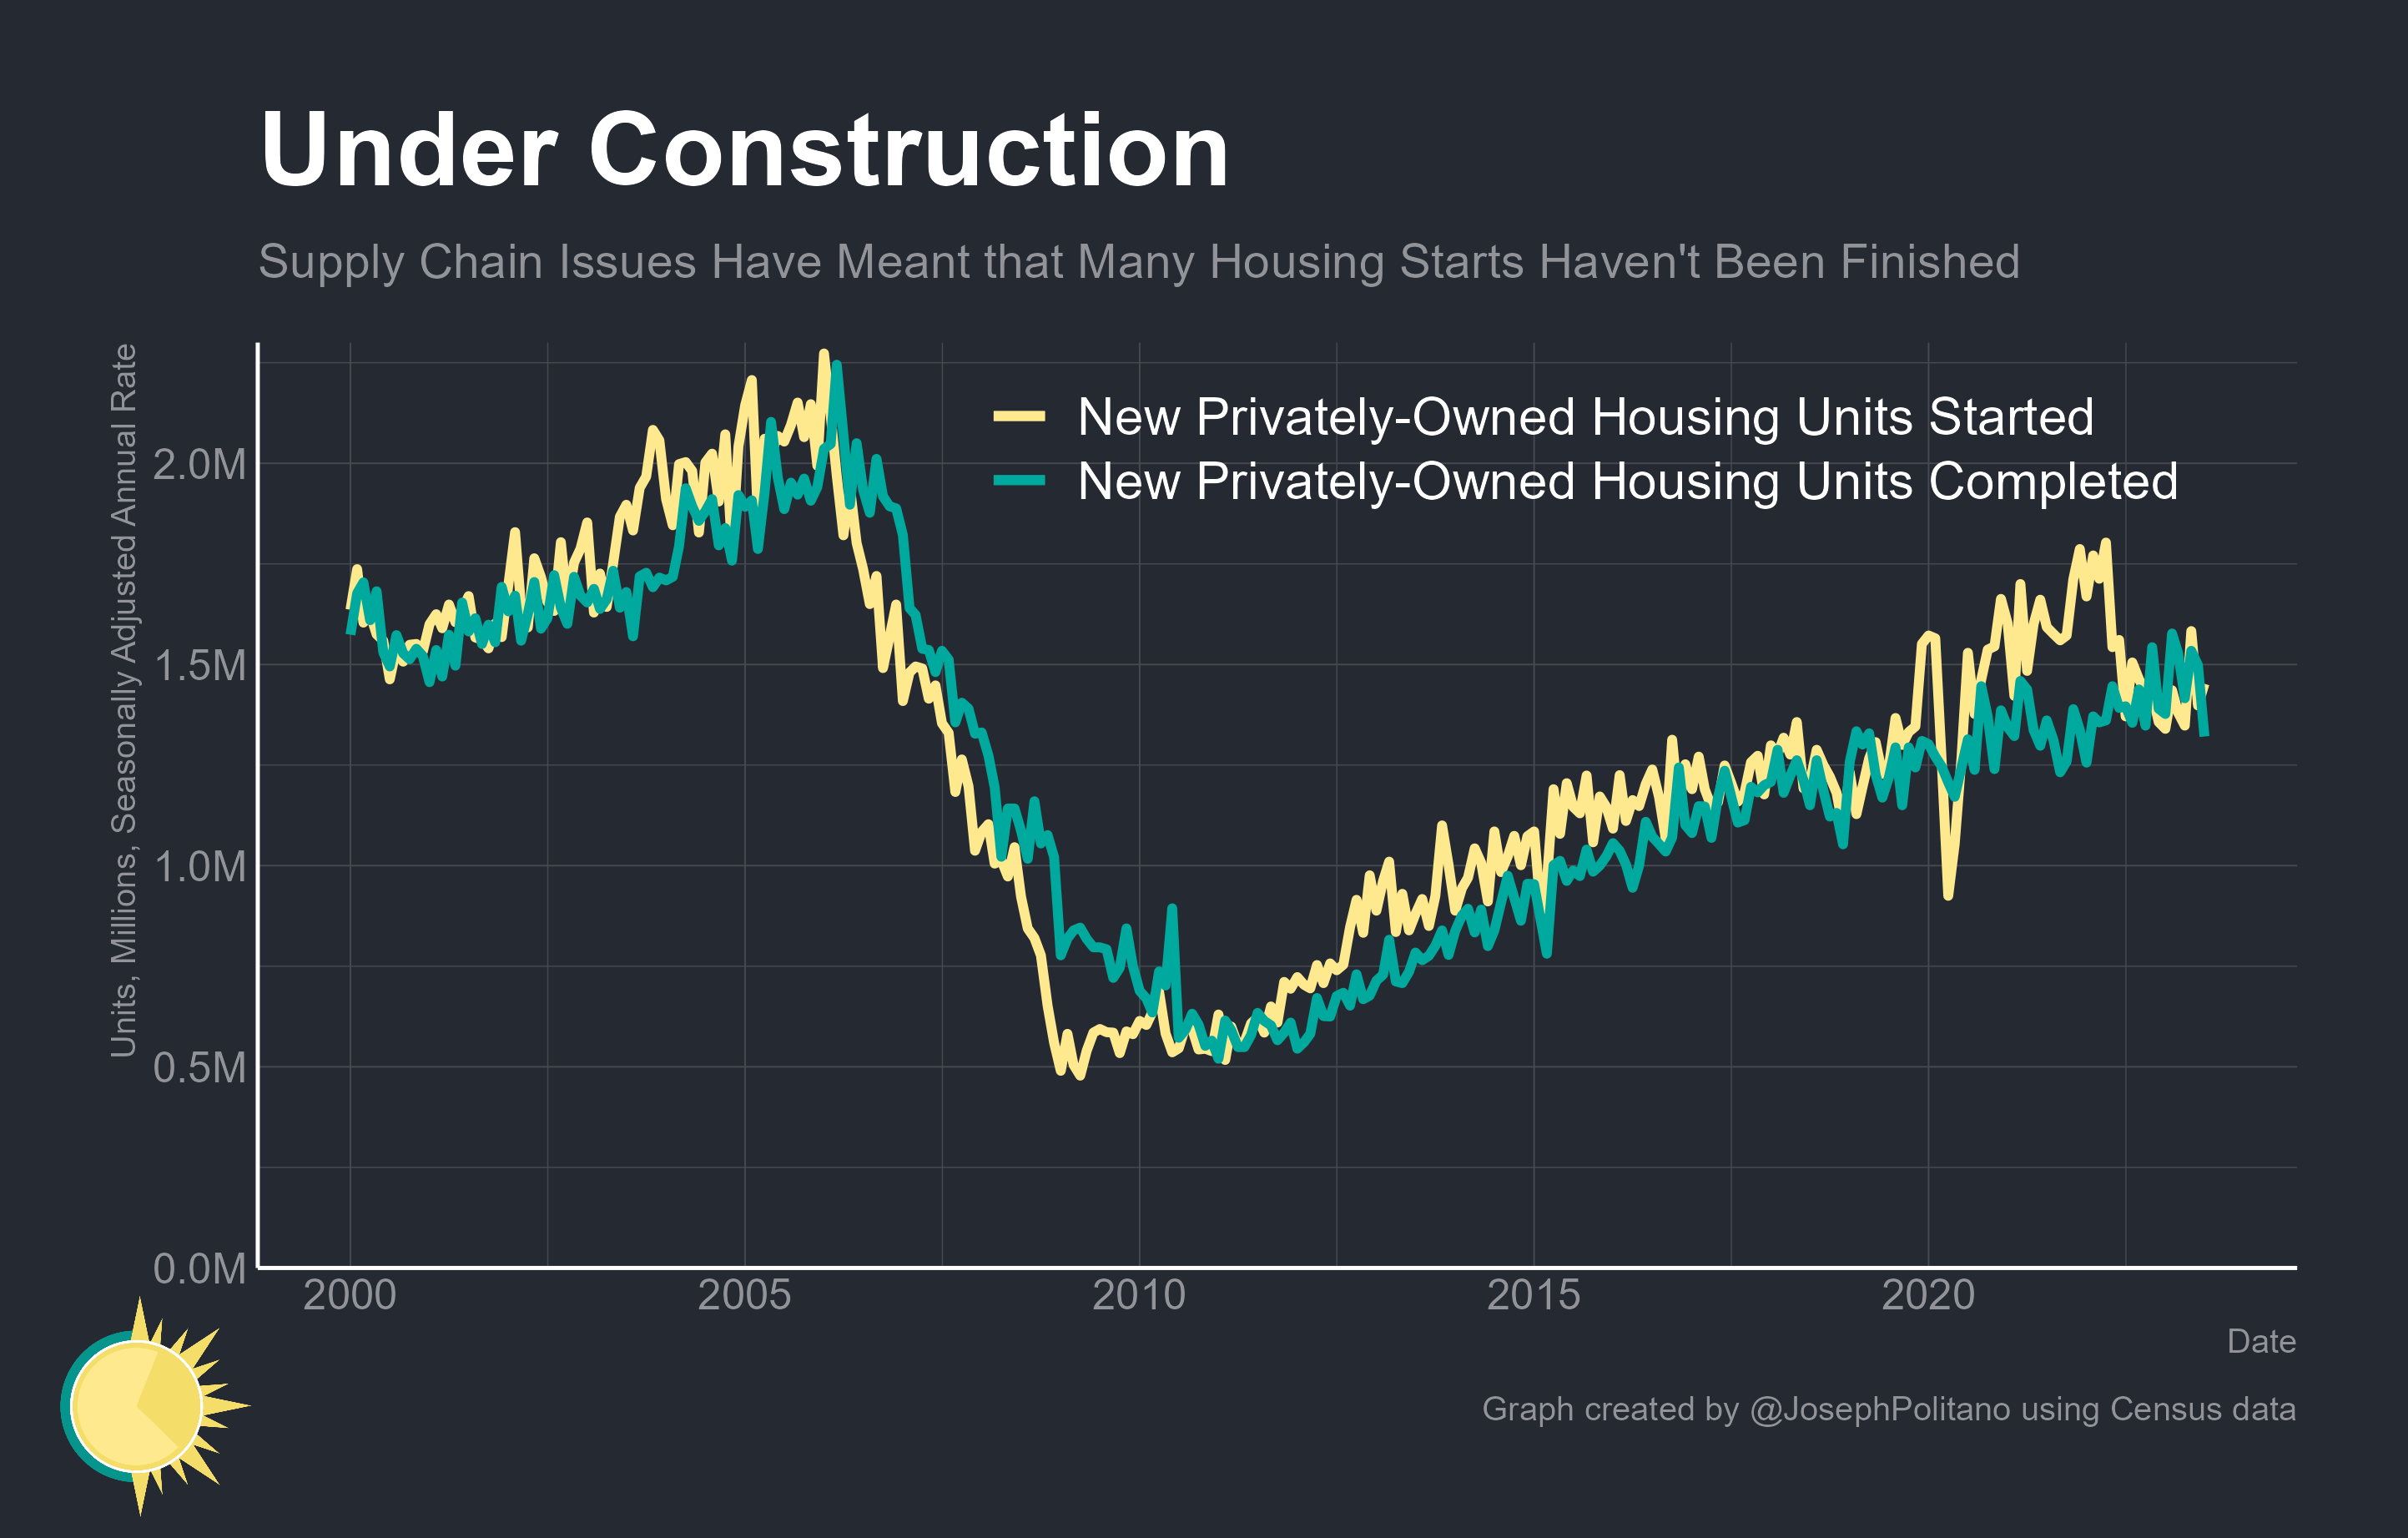 Under Construction
Supply Chain Issues Have Meant that Many Housing Starts Haven't Been Finished
Units, Millions, Seasonally Adjusted Annual Rate
New Privately-Owned Housing Units Started
New Privately-Owned Housing Units Completed
2.0M
1.5M
1.0M
0.5M
0.0M
2000 2005 2010 2015 2020
Date
Graph created by @JosephPolitano using Census data